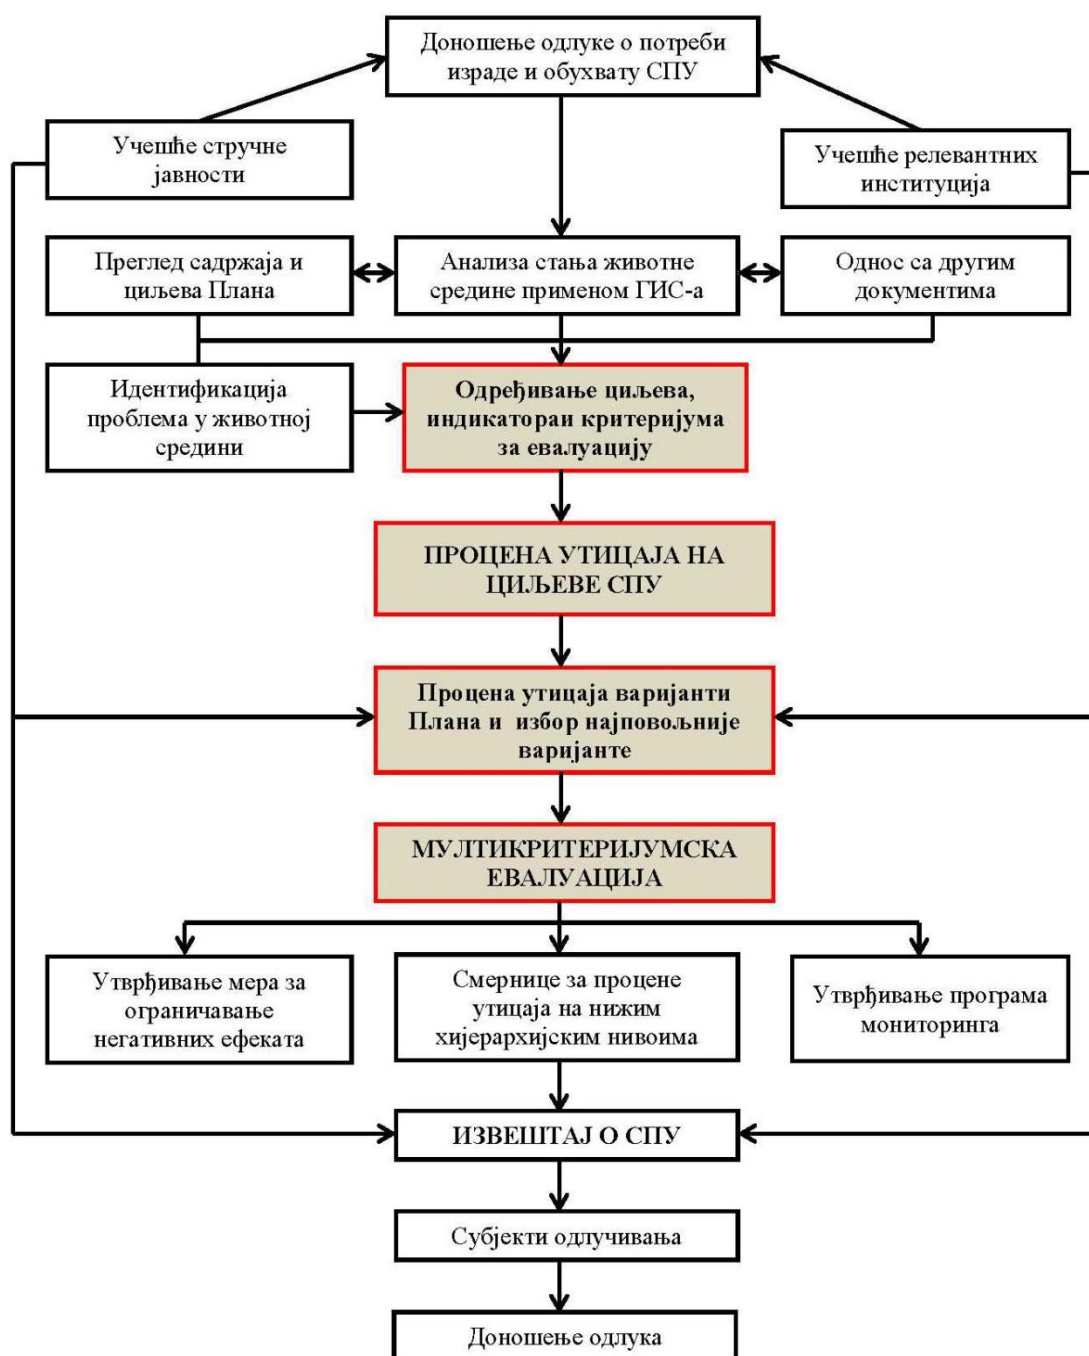 Доношење одлуке о потреби
израде и обухвату СПУ
Учешће стручне
јавности
Учешће релевантних
институција
Преглед садржаја и
циљева Плана
Анализа стања животне
средине применом ГИС-а
Однос са другим
документима
Идентификација
проблема у животној
средини
Одређивање циљева,
индикатораи критеријума
за евалуацију
ПРОЦЕНА УТИЦАЈА НА
ЦИЉЕВЕ СПУ
Процена утицаја варијанти
Плана и избор најповољније
варијанте
МУЛТИКРИТЕРИЈУМСКА
ЕВАЛУАЦИЈА
Утврђивање мера за
ограничавање
негативних ефеката
Смернице за процене
утицаја на нижим
хијерархијским нивоима
Утврђивање програма
мониторинга
ИЗВЕШТАЈ О СПУ
Субјекти одлучивања
Доношење одлука